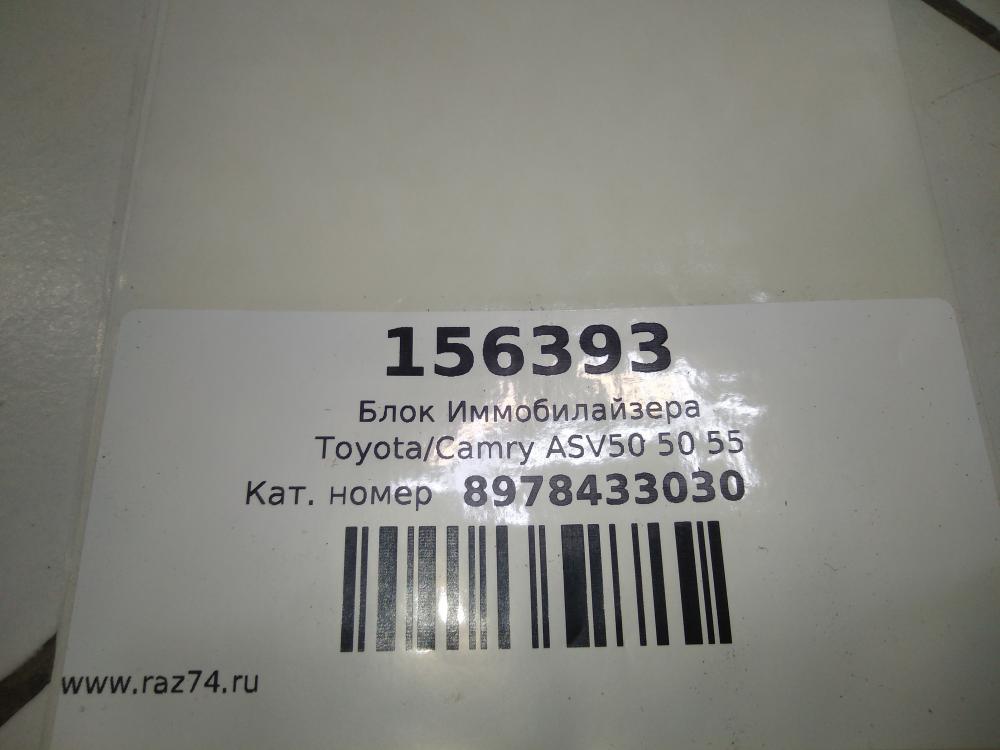 156393
Блок Иммобилайзера
Toyota/Camry ASV50 50 55
Кат. номер 8978433030
www.raz74.ru